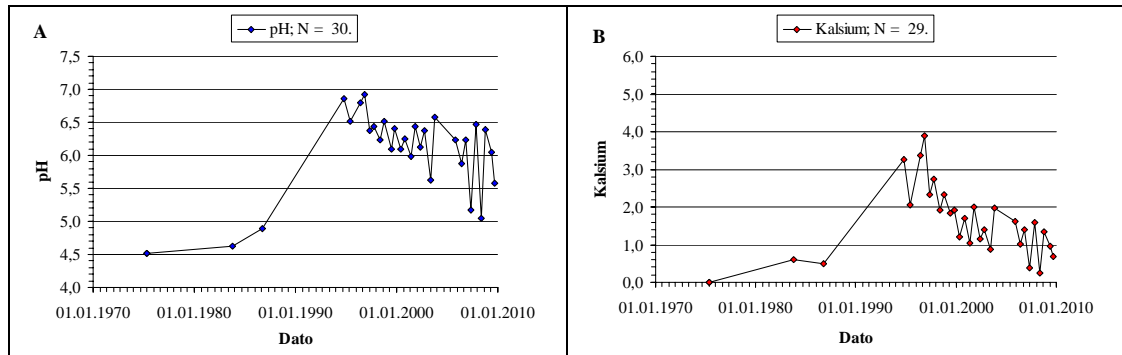 A
pH; N = 30.
7,5
7,0
6,5
6,0
5,5
5,0
4,5
4,0
pH
01.01.1970 01.01.1980 01.01.1990 01.01.2000 01.01.2010
Dato
B
Kalsium; N = 29.
6,0
5,0
4,0
3,0
2,0
1,0
0,0
Kalsium
01.01.1970 01.01.1980 01.01.1990 01.01.2000 01.01.2010
Dato